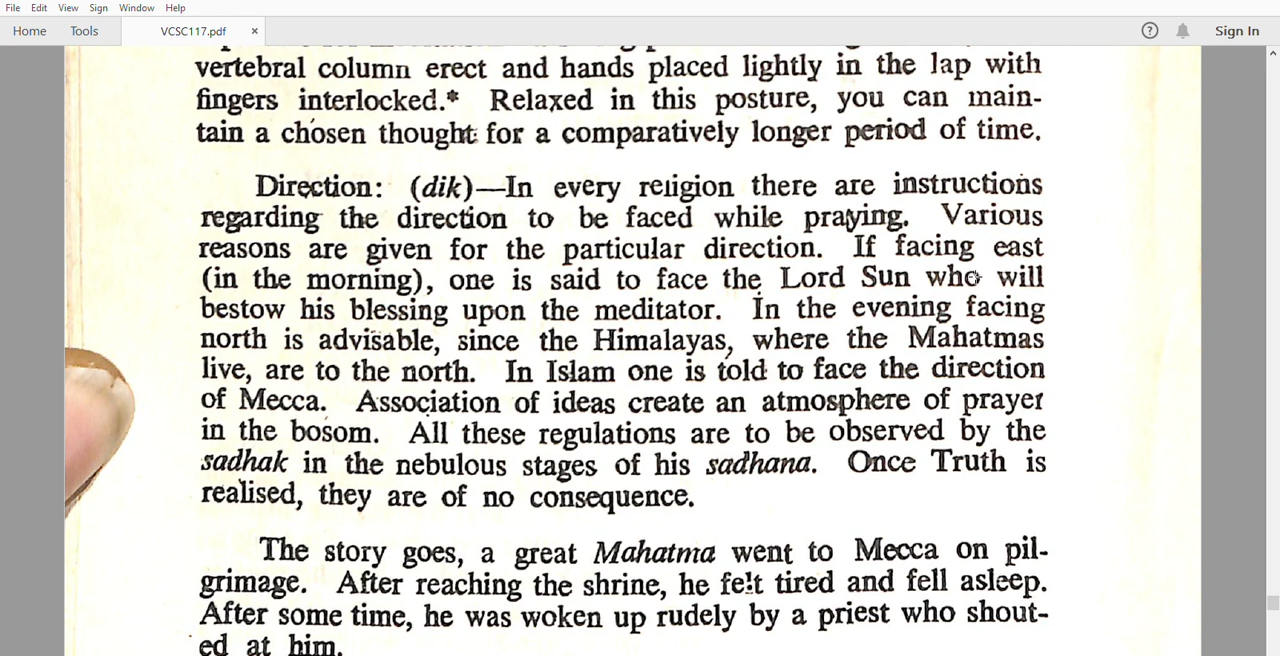 File Edit View Sign Window Help
Home Tools VCSC117.pdf × ? Sign In
vertebral column erect and hands placed lightly in the lap with
fingers interlocked.* Relaxed in this posture, you can main-
tain a chosen thought for a comparatively longer period of time.
Direction: (dik)—In every religion there are instructions
regarding the direction to be faced while praying. Various
reasons are given for the particular direction. If facing east
(in the morning), one is said to face the Lord Sun who will
bestow his blessing upon the meditator. In the evening facing
north is advisable, since the Himalayas, where the Mahatmas
live, are to the north. In Islam one is told to face the direction
of Mecca. Association of ideas create an atmosphere of prayer
in the bosom. All these regulations are to be observed by the
sadhak in the nebulous stages of his sadhana. Once Truth is
realised, they are of no consequence.
The story goes, a great Mahatma went to Mecca on pil-
grimage. After reaching the shrine, he felt tired and fell asleep.
After some time, he was woken up rudely by a priest who shout-
ed at him.